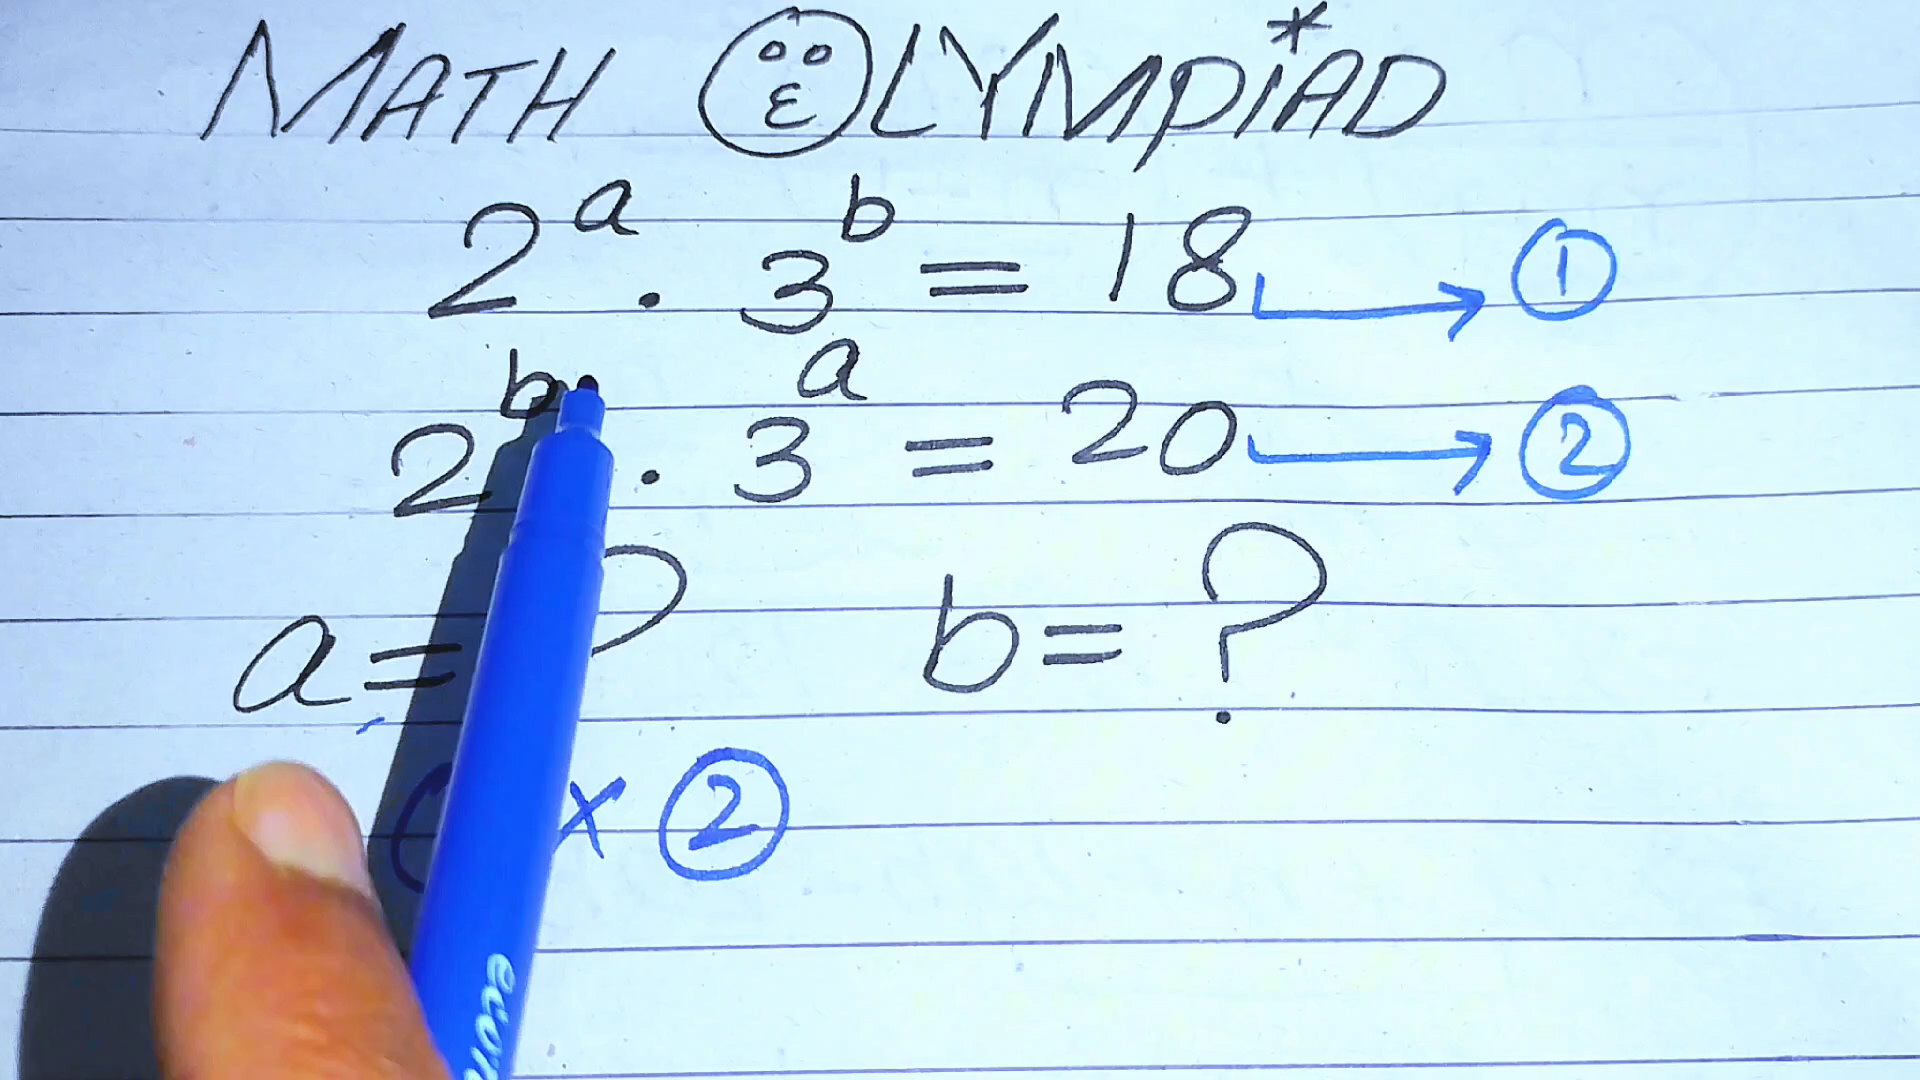 MATH OLYMPIAD
2^a . 3^b = 18 → ①
2^b . 3^a = 20 → ②
a = ? b = ?
x ②